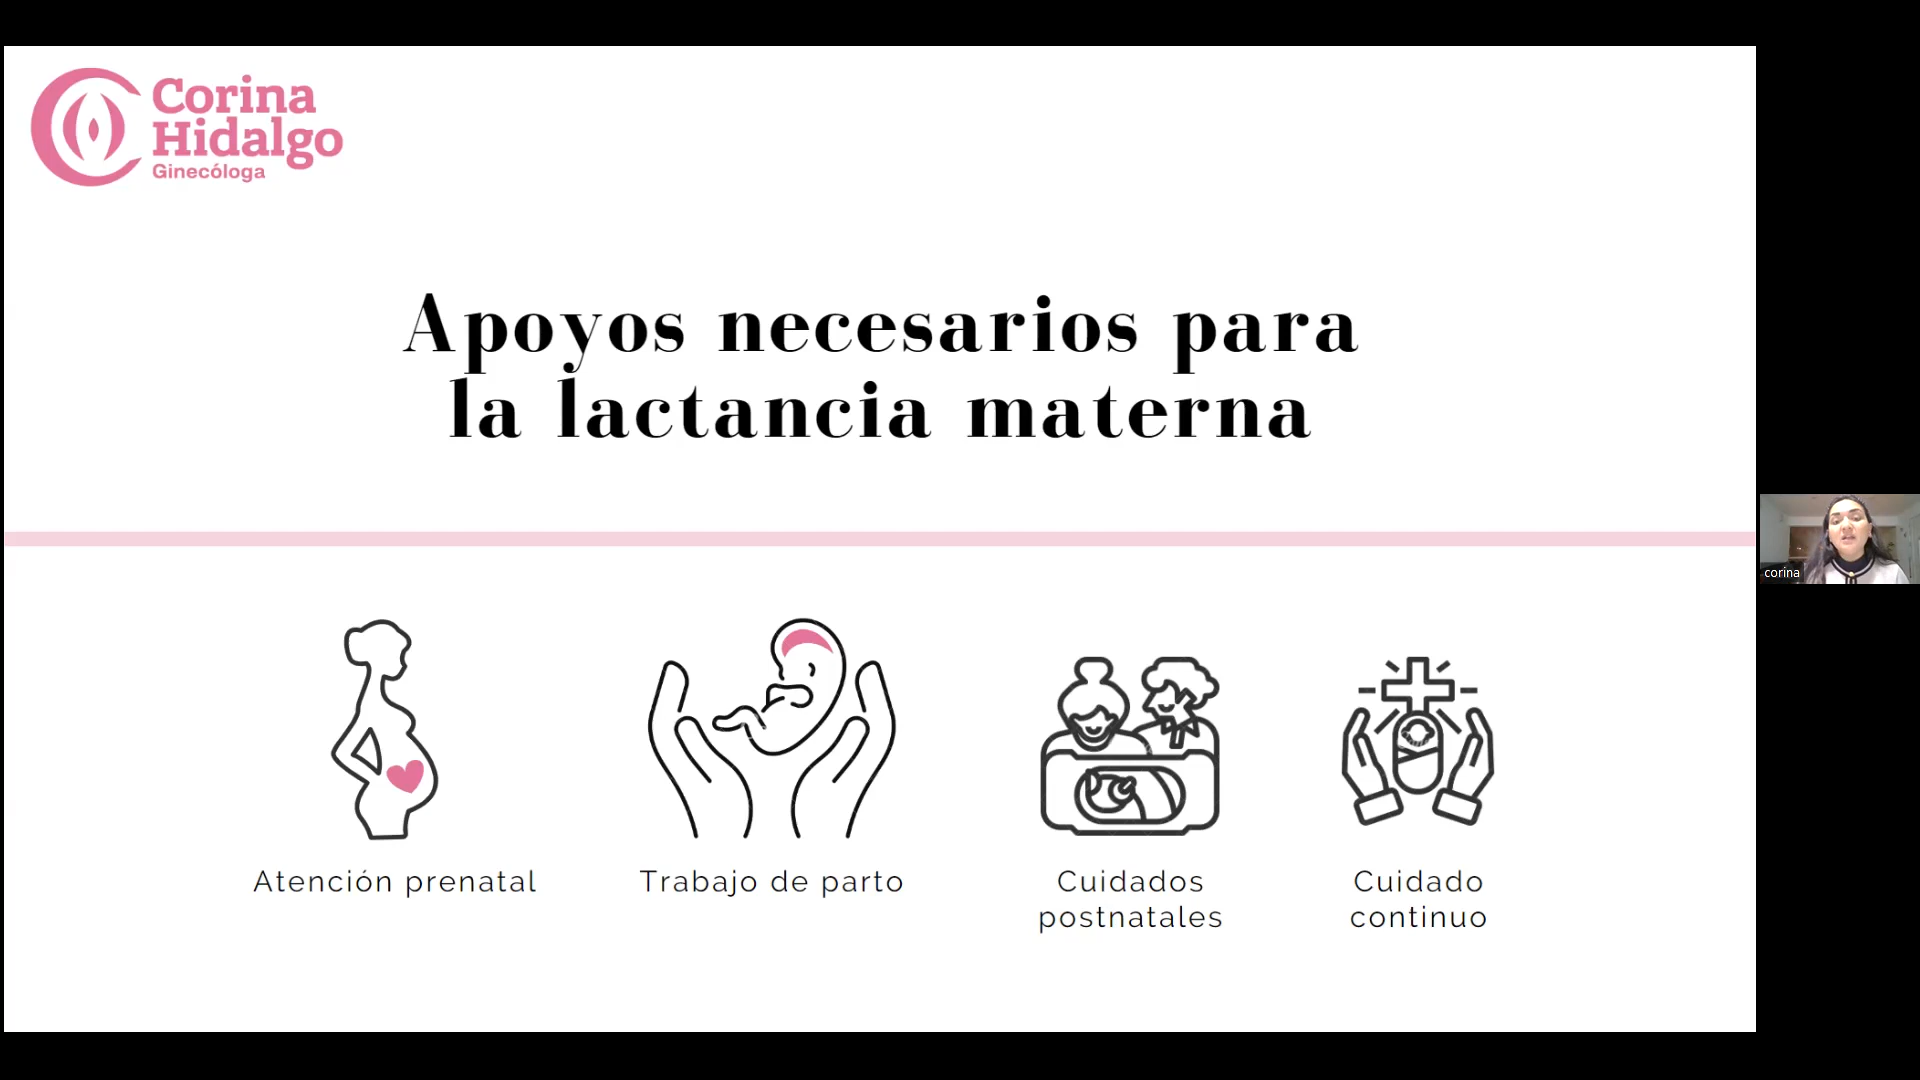 Corina
Hidalgo
Ginecóloga
Apoyos necesarios para
la lactancia materna
corina
Atención prenatal
Trabajo de parto
Cuidados
postnatales
Cuidado
continuo